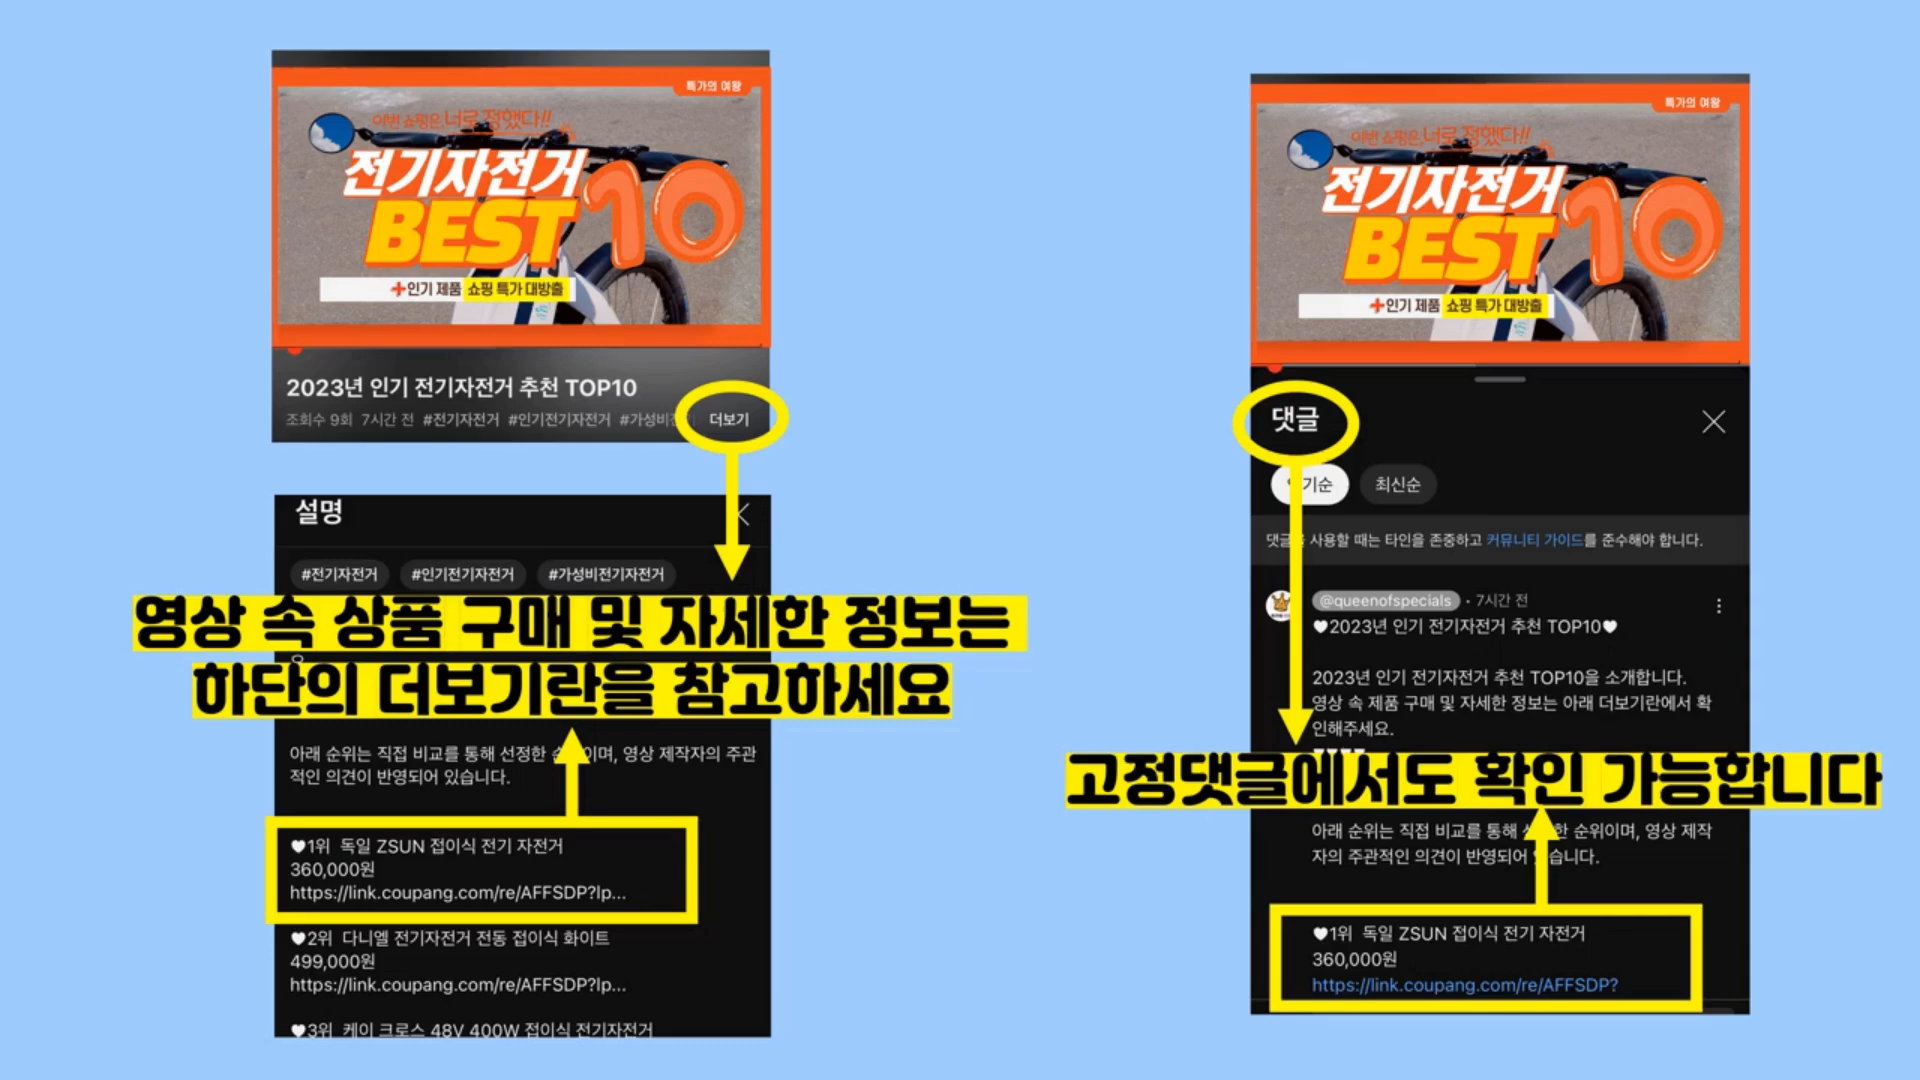 특가의 여왕
이번 쇼핑은,너로 정했다!!
전기자전거
BEST 10
+인기 제품 쇼핑 특가 대방출
2023년 인기 전기자전거 추천 TOP10
조회수 9회 7시간 전 #전기자전거 #인기전기자전거 #가성비 더보기
설명
#전기자전거 #인기전기자전거 #가성비전기자전거
영상 속 상품 구매 및 자세한 정보는
하단의 더보기란을 참고하세요
아래 순위는 직접 비교를 통해 선정한 이며, 영상 제작자의 주관
적인 의견이 반영되어 있습니다.
♥1위 독일 ZSUN 접이식 전기 자전거
360,000원
https://link.coupang.com/re/AFFSDP?lp...
♥2위 다니엘 전기자전거 전동 접이식 화이트
499,000원
https://link.coupang.com/re/AFFSDP?lp...
♥3위 케이 크로스 48V 400W 접이식 전기자전거
특가의 여왕
이번 쇼핑은,너로 정했다!!
전기자전거
BEST 10
+인기 제품 쇼핑 특가 대방출
댓글
기순 최신순
댓글 사용할 때는 타인을 존중하고 커뮤니티 가이드를 준수해야 합니다.
@queenofspecials · 7시간 전
♥2023년 인기 전기자전거 추천 TOP10♥
2023년 인기 전기자전거 추천 TOP10을 소개합니다.
영상 속 제품 구매 및 자세한 정보는 아래 더보기란에서 확
인해주세요.
고정댓글에서도 확인 가능합니다
아래 순위는 직접 비교를 통해 한 순위이며, 영상 제작
자의 주관적인 의견이 반영되어 습니다.
♥1위 독일 ZSUN 접이식 전기 자전거
360,000원
https://link.coupang.com/re/AFFSDP?